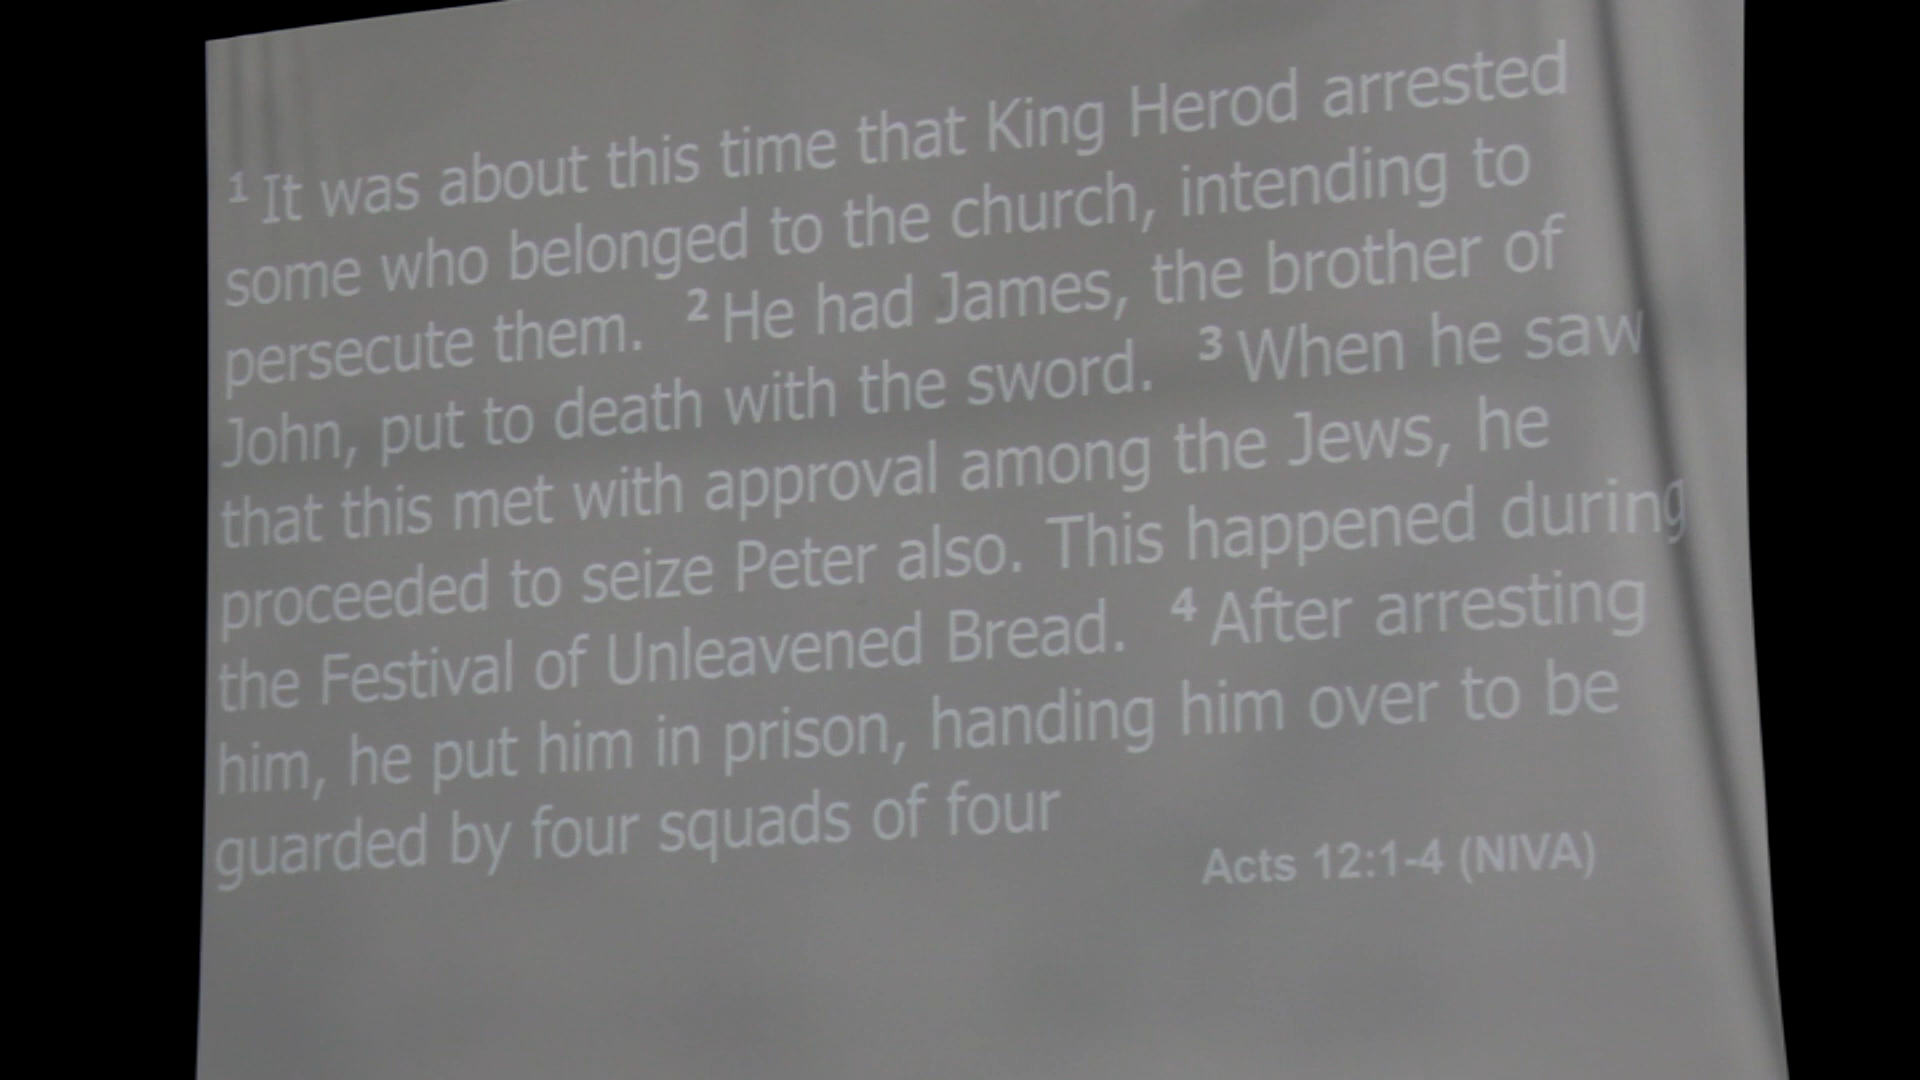 1 It was about this time that King Herod arrested
some who belonged to the church, intending to
persecute them. 2 He had James, the brother of
John, put to death with the sword. 3 When he saw
that this met with approval among the Jews, he
proceeded to seize Peter also. This happened during
the Festival of Unleavened Bread. 4 After arresting
him, he put him in prison, handing him over to be
guarded by four squads of four
Acts 12:1-4 (NIVA)